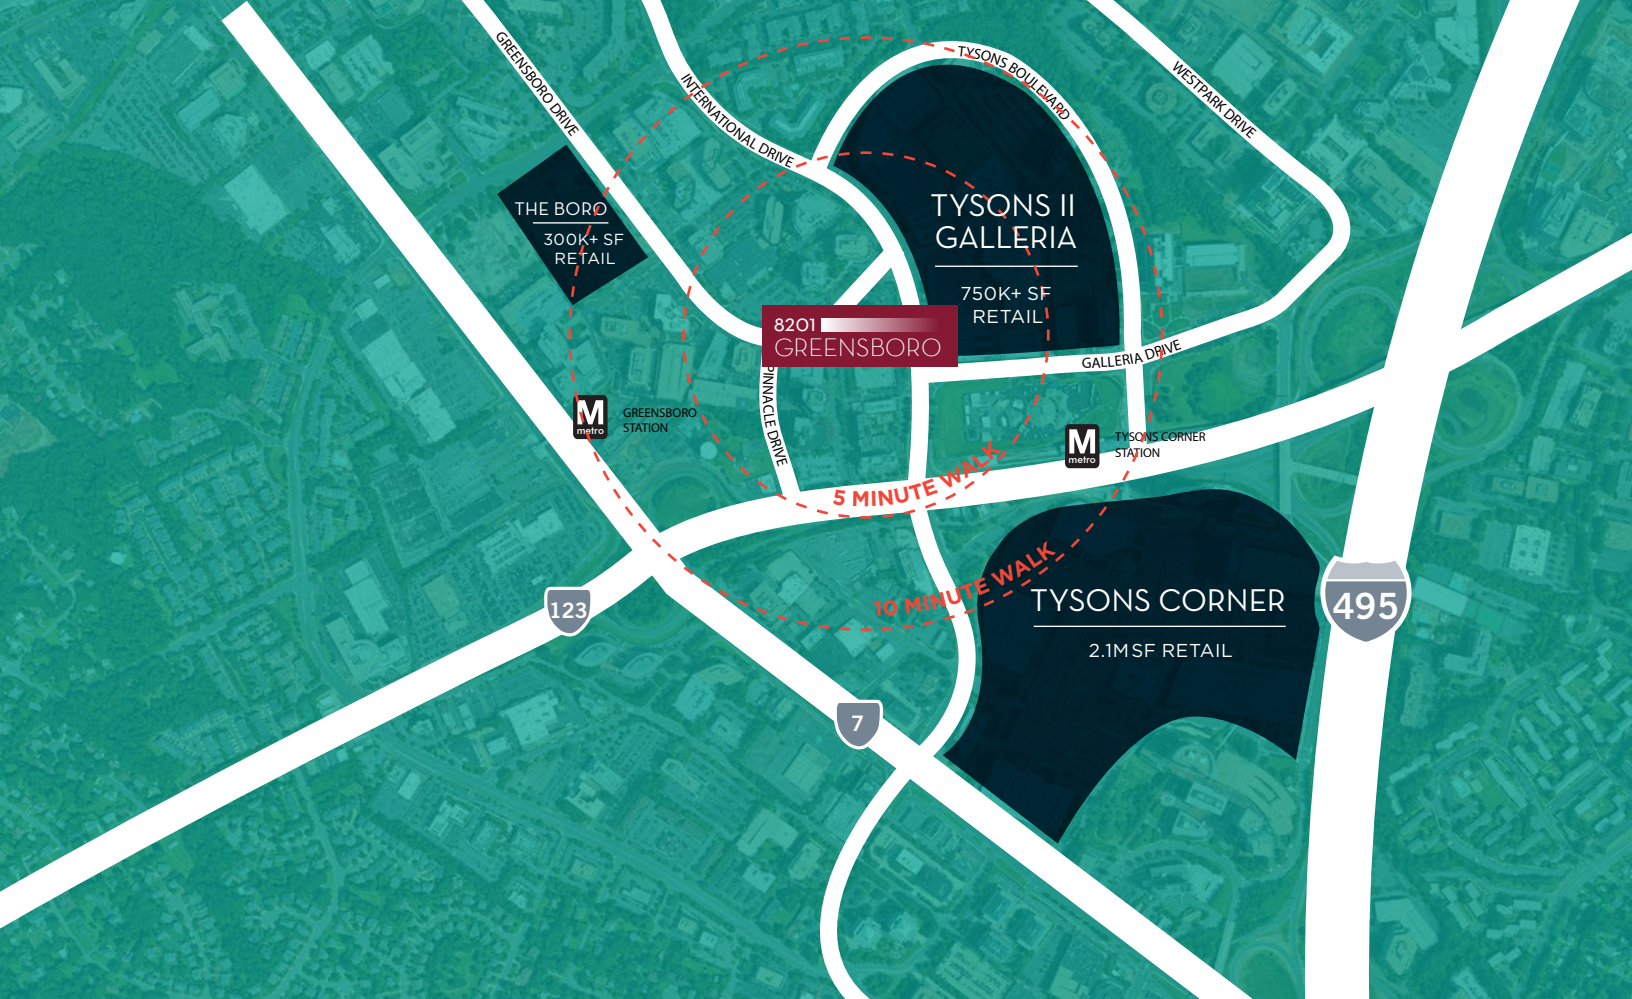 GREENSBORO DRIVE
INTERNATIONAL DRIVE
TYSONS BOULEVARD
WESTPARK DRIVE
THE BORO
300K+ SF
RETAIL
TYSONS II
GALLERIA
750K+ SF
RETAIL
8201
GREENSBORO
GALLERIA DRIVE
PINNACLE DRIVE
M
metro
GREENSBORO
STATION
M
metro
TYSONS CORNER
STATION
5 MINUTE WALK
10 MINUTE WALK
TYSONS CORNER
2.1MSF RETAIL
495
123
7